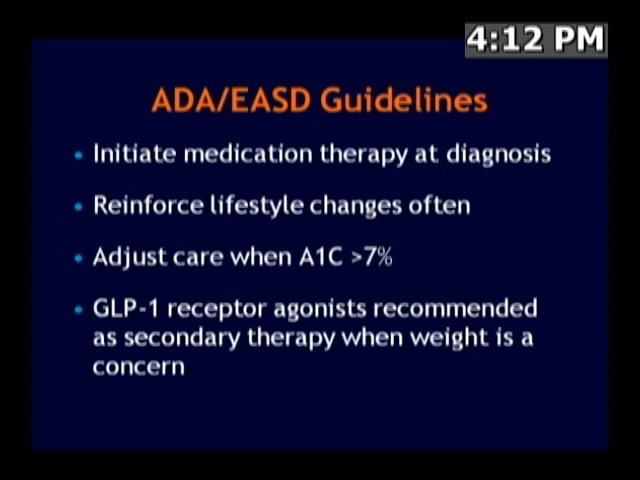 4:12 PM
ADA/EASD Guidelines
• Initiate medication therapy at diagnosis
• Reinforce lifestyle changes often
• Adjust care when A1C >7%
• GLP-1 receptor agonists recommended
as secondary therapy when weight is a
concern